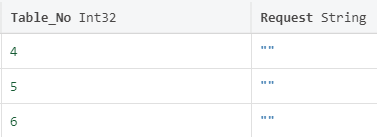 Table_No Int32 Request String
4 ""
5 ""
6 ""